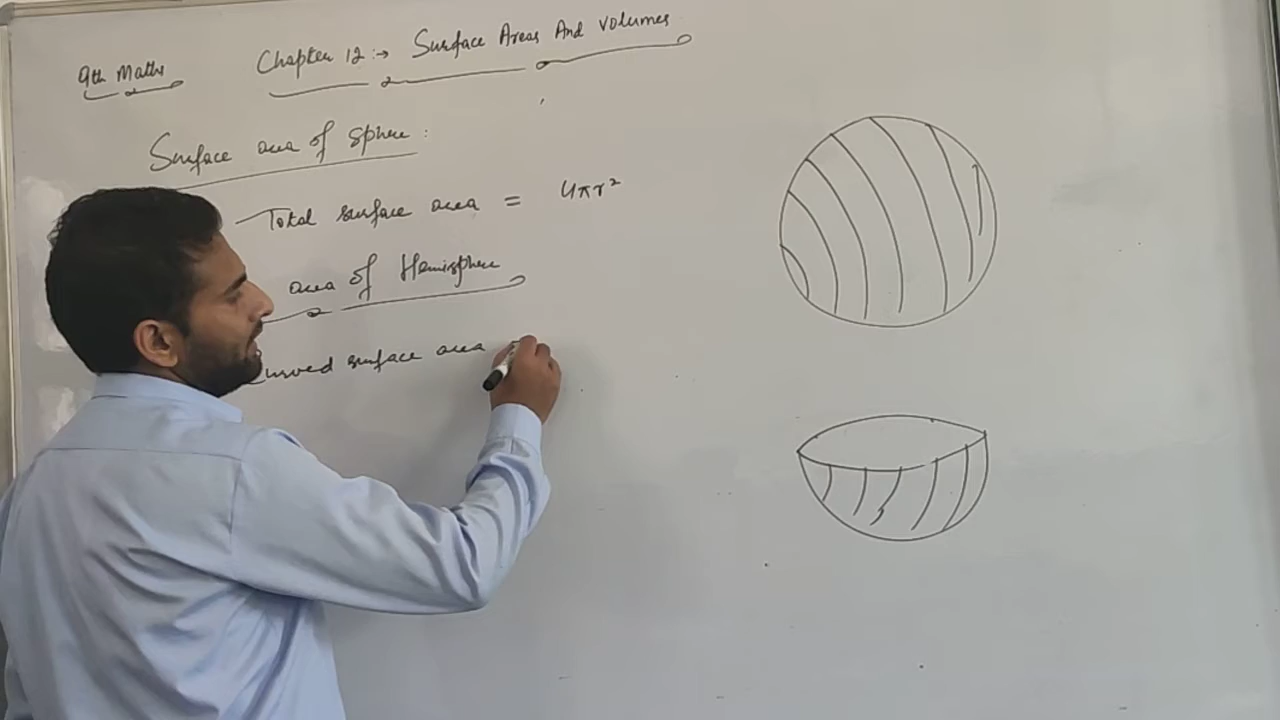 9th Maths
Chapter 12:→ Surface Areas And Volumes
Surface area of sphere:
Total surface area = 4πr²
area of Hemisphere
Curved surface area